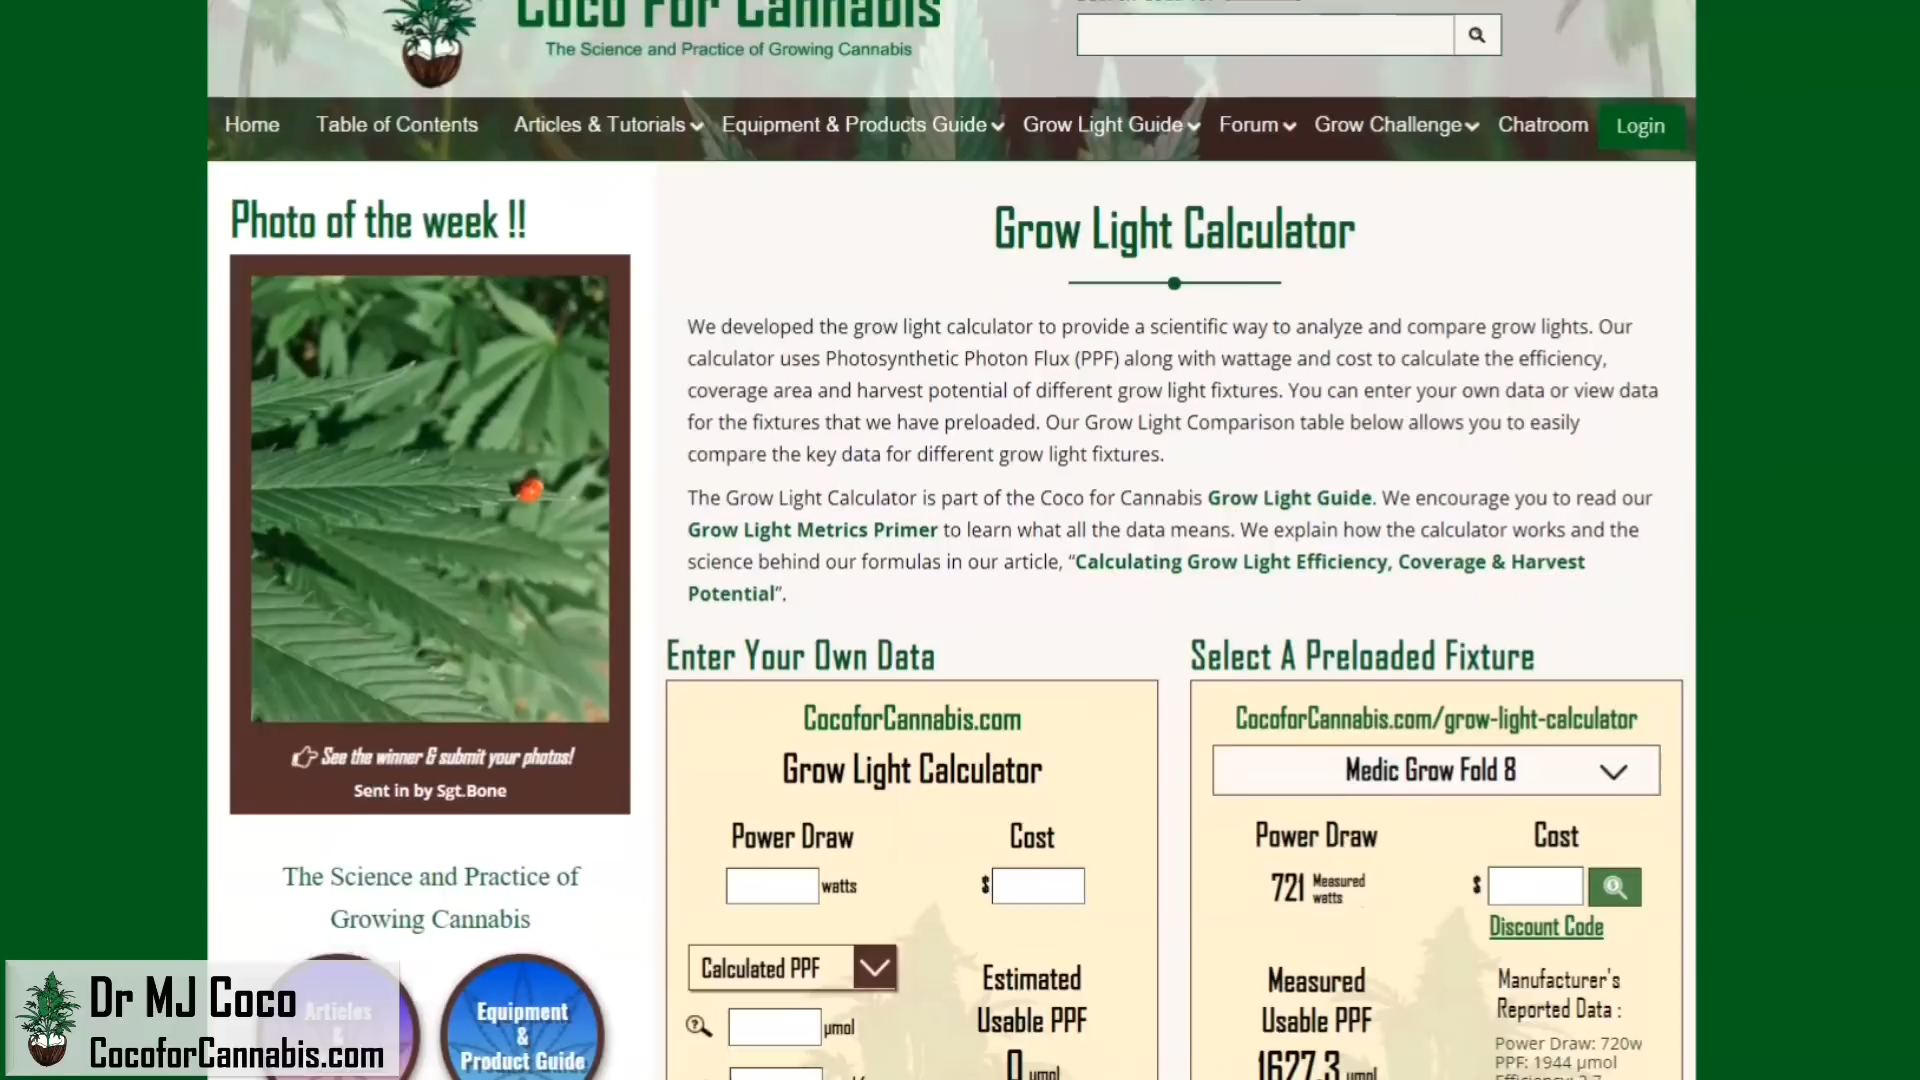 Coco For Cannabis
The Science and Practice of Growing Cannabis
Home Table of Contents Articles & Tutorials Equipment & Products Guide Grow Light Guide Forum Grow Challenge Chatroom Login
Photo of the week !!
See the winner & submit your photos!
Sent in by Sgt.Bone
The Science and Practice of
Growing Cannabis
Articles
&
Equipment
&
Product Guide
Grow Light Calculator
We developed the grow light calculator to provide a scientific way to analyze and compare grow lights. Our
calculator uses Photosynthetic Photon Flux (PPF) along with wattage and cost to calculate the efficiency,
coverage area and harvest potential of different grow light fixtures. You can enter your own data or view data
for the fixtures that we have preloaded. Our Grow Light Comparison table below allows you to easily
compare the key data for different grow light fixtures.
The Grow Light Calculator is part of the Coco for Cannabis Grow Light Guide. We encourage you to read our
Grow Light Metrics Primer to learn what all the data means. We explain how the calculator works and the
science behind our formulas in our article, “Calculating Grow Light Efficiency, Coverage & Harvest
Potential”.
Enter Your Own Data
CocoforCannabis.com
Grow Light Calculator
Power Draw
watts
Cost
$
Calculated PPF
µmol
Estimated
Usable PPF
0 µmol
Select A Preloaded Fixture
CocoforCannabis.com/grow-light-calculator
Medic Grow Fold 8
Power Draw
721 Measured
watts
Cost
$
Discount Code
Measured
Usable PPF
1627.3 µmol
Manufacturer's
Reported Data :
Power Draw: 720w
PPF: 1944 µmol
Dr MJ Coco
CocoforCannabis.com